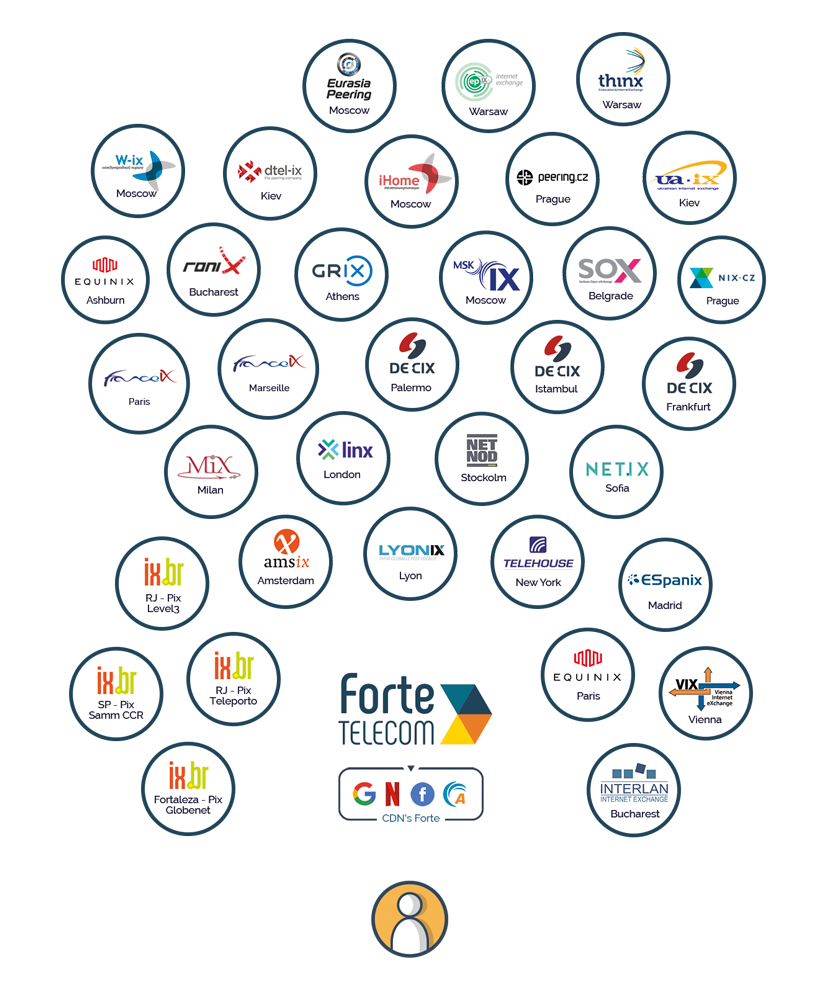 Eurasia
Peering
Moscow
epix
internet
exchange
Warsaw
thinx
Warsaw
W-ix
Moscow
dtel-ix
Kiev
iHome
Moscow
peering.cz
Prague
ua.ix
ukrainian internet exchange
Kiev
EQUINIX
Ashburn
roniX
Bucharest
GRIX
Athens
MSK
IX
Moscow
SOX
Belgrade
NIX·CZ
Prague
franceix
Paris
franceix
Marseille
DE CIX
Palermo
DE CIX
Istanbul
DE CIX
Frankfurt
MiX
Milan
linx
London
NET
NOD
Stockolm
NET.IX
Sofia
ix.br
RJ - Pix
Level3
amsix
Amsterdam
LYONIX
Lyon
TELEHOUSE
New York
ESpanix
Madrid
ix.br
SP - Pix
Samm CCR
ix.br
RJ - Pix
Teleporto
Forte
TELECOM
EQUINIX
Paris
VIX
Vienna
Internet
eXchange
Vienna
ix.br
Fortaleza - Pix
Globenet
G N f A
CDN's Forte
INTERLAN
INTERNET EXCHANGE
Bucharest